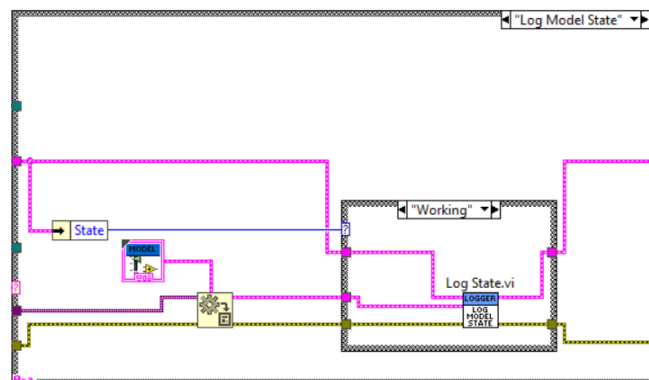 "Log Model State"
State
"Working"
MODEL
Log State.vi
LOGGER
LOG
MODEL
STATE
?
?